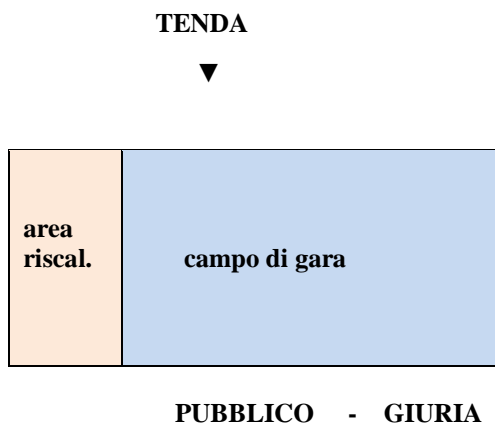 TENDA
▼
area
riscal.
campo di gara
PUBBLICO - GIURIA